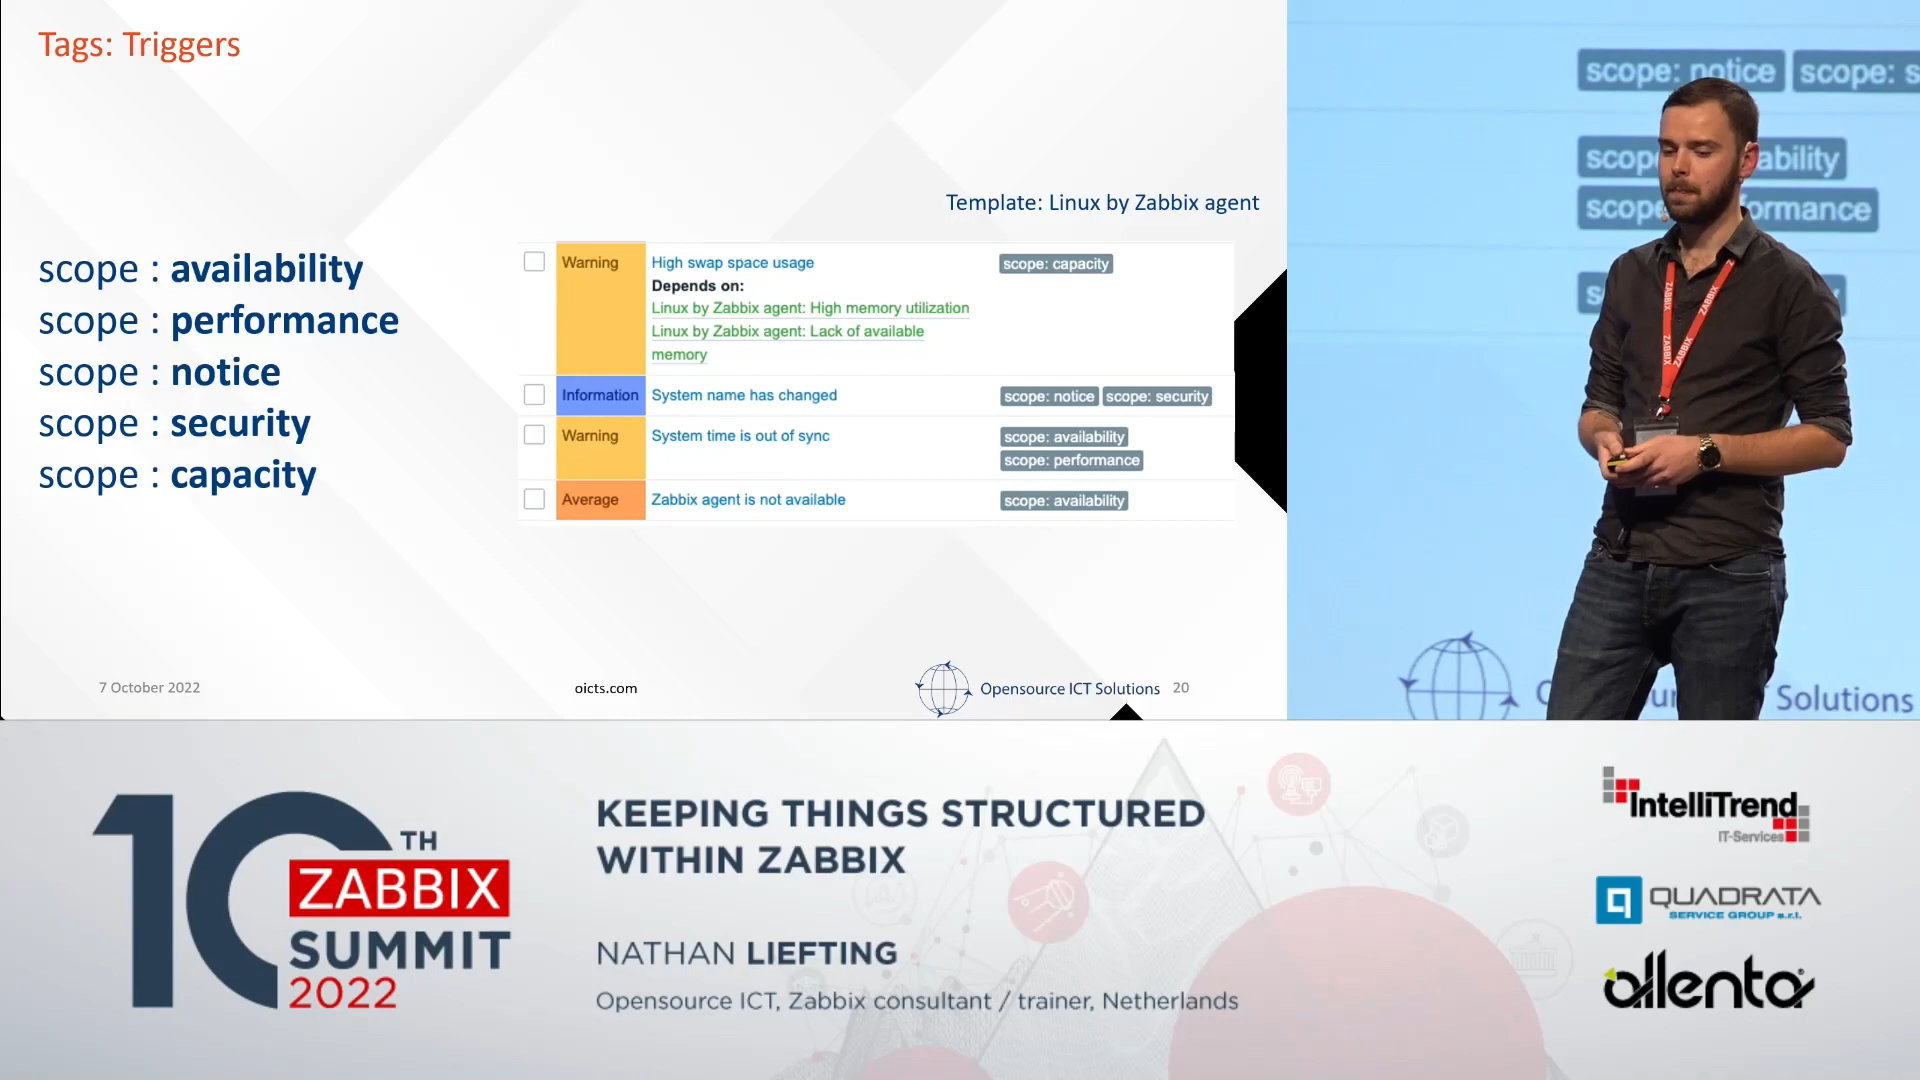 Tags: Triggers
Template: Linux by Zabbix agent
scope : availability
scope : performance
scope : notice
scope : security
scope : capacity
Warning
High swap space usage
scope: capacity
Depends on:
Linux by Zabbix agent: High memory utilization
Linux by Zabbix agent: Lack of available
memory
Information
System name has changed
scope: notice
scope: security
Warning
System time is out of sync
scope: availability
scope: performance
Average
Zabbix agent is not available
scope: availability
7 October 2022
oicts.com
Opensource ICT Solutions
20
scope: notice
scope: s
ability
ormance
ZABBIX
ZABBIX
ZABBIX
Solutions
10TH
ZABBIX
SUMMIT
2022
KEEPING THINGS STRUCTURED
WITHIN ZABBIX
NATHAN LIEFTING
Opensource ICT, Zabbix consultant / trainer, Netherlands
IntelliTrend
IT-Services
QUADRATA
SERVICE GROUP s.r.l.
allenta